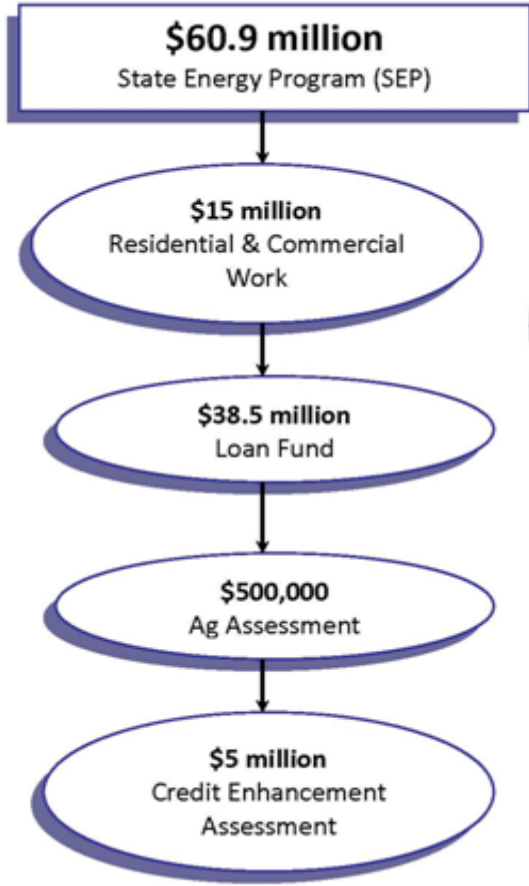 $60.9 million
State Energy Program (SEP)
$15 million
Residential & Commercial
Work
$38.5 million
Loan Fund
$500,000
Ag Assessment
$5 million
Credit Enhancement
Assessment